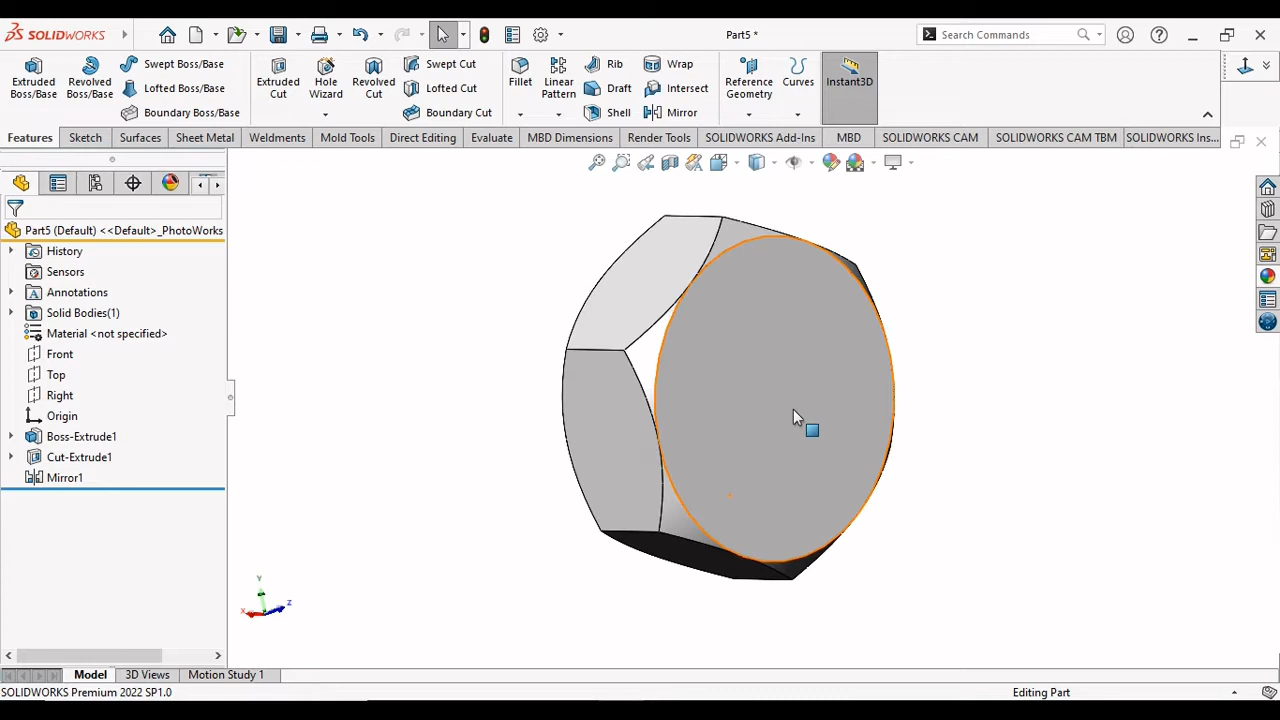 SOLIDWORKS
Part5 *
Search Commands
Extruded Boss/Base
Revolved Boss/Base
Swept Boss/Base
Lofted Boss/Base
Boundary Boss/Base
Extruded Cut
Hole Wizard
Revolved Cut
Swept Cut
Lofted Cut
Boundary Cut
Fillet
Linear Pattern
Rib
Draft
Shell
Wrap
Intersect
Mirror
Reference Geometry
Curves
Instant3D
Features
Sketch
Surfaces
Sheet Metal
Weldments
Mold Tools
Direct Editing
Evaluate
MBD Dimensions
Render Tools
SOLIDWORKS Add-Ins
MBD
SOLIDWORKS CAM
SOLIDWORKS CAM TBM
SOLIDWORKS Ins...
Part5 (Default) <<Default>_PhotoWorks
History
Sensors
Annotations
Solid Bodies(1)
Material <not specified>
Front
Top
Right
Origin
Boss-Extrude1
Cut-Extrude1
Mirror1
Y
X
Z
Model
3D Views
Motion Study 1
SOLIDWORKS Premium 2022 SP1.0
Editing Part